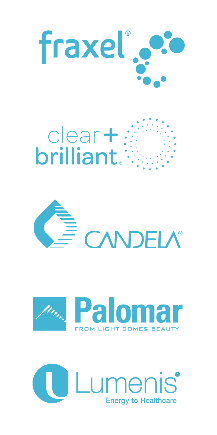 fraxel®
clear+
brilliant.
CANDELA®
Palomar
FROM LIGHT COMES BEAUTY
Lumenis®
Energy to Healthcare